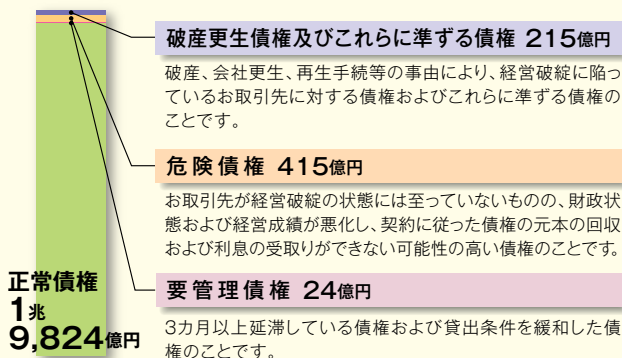 破産更生債権及びこれらに準ずる債権 215億円
破産、会社更生、再生手続等の事由により、経営破綻に陥っ
ているお取引先に対する債権およびこれらに準ずる債権の
ことです。
危険債権 415億円
お取引先が経営破綻の状態には至っていないものの、財政状
態および経営成績が悪化し、契約に従った債権の元本の回収
および利息の受取りができない可能性の高い債権のことです。
正常債権
1兆
9,824億円
要管理債権 24億円
3カ月以上延滞している債権および貸出条件を緩和した債
権のことです。